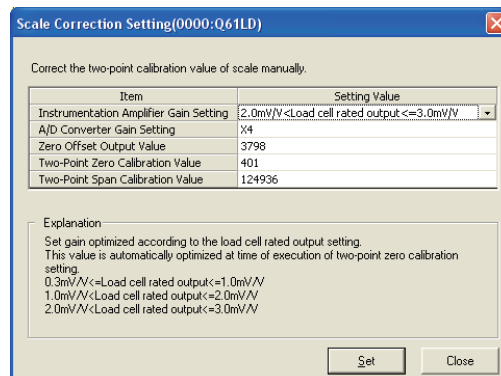 Scale Correction Setting(0000:Q61LD)
Correct the two-point calibration value of scale manually.
Item Setting Value
Instrumentation Amplifier Gain Setting 2.0mV/V<Load cell rated output<=3.0mV/V
A/D Converter Gain Setting X4
Zero Offset Output Value 3798
Two-Point Zero Calibration Value 401
Two-Point Span Calibration Value 124936
Explanation
Set gain optimized according to the load cell rated output setting.
This value is automatically optimized at time of execution of two-point zero calibration
setting.
0.3mV/V<=Load cell rated output<=1.0mV/V
1.0mV/V<Load cell rated output<=2.0mV/V
2.0mV/V<Load cell rated output<=3.0mV/V
Set Close